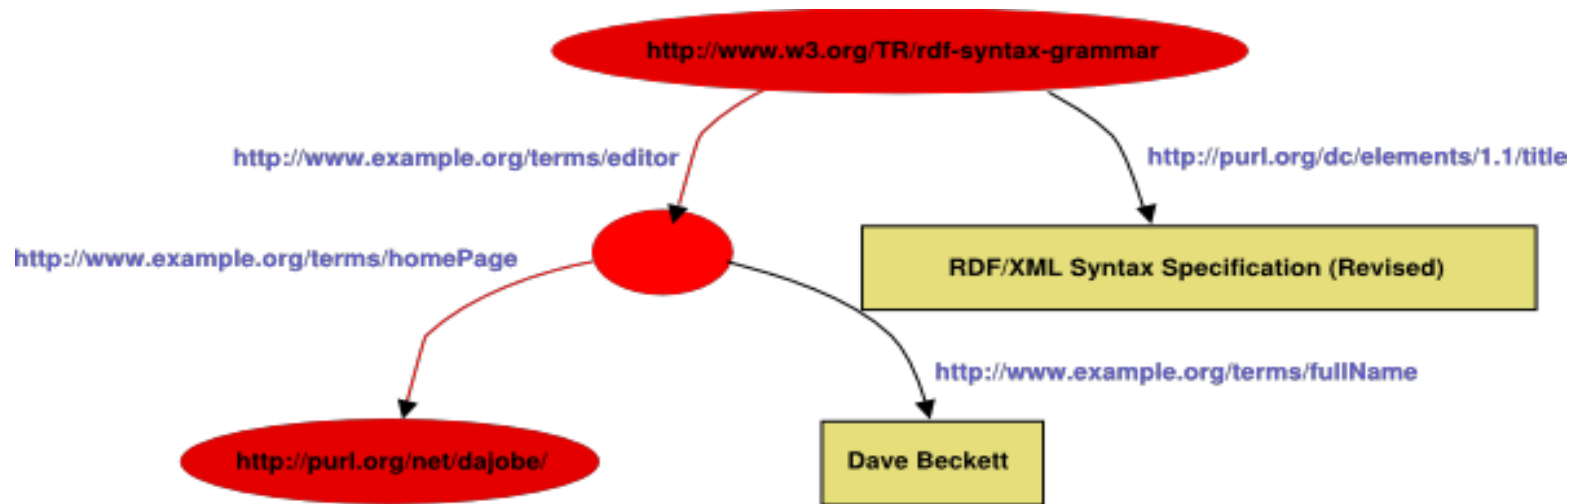 http://www.w3.org/TR/rdf-syntax-grammar
http://www.example.org/terms/editor
http://purl.org/dc/elements/1.1/title
http://www.example.org/terms/homePage
RDF/XML Syntax Specification (Revised)
http://www.example.org/terms/fullName
http://purl.org/net/dajobe/
Dave Beckett